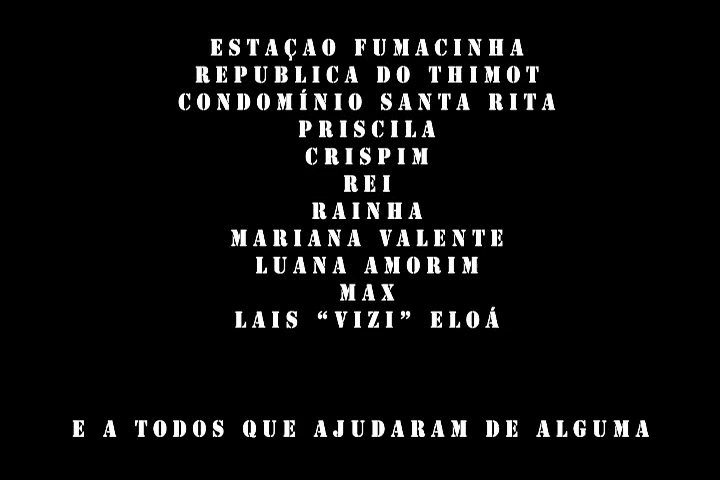 ESTAÇAO FUMACINHA
REPUBLICA DO THIMOT
CONDOMÍNIO SANTA RITA
PRISCILA
CRISPIM
REI
RAINHA
MARIANA VALENTE
LUANA AMORIM
MAX
LAIS “VIZI” ELOÁ
E A TODOS QUE AJUDARAM DE ALGUMA